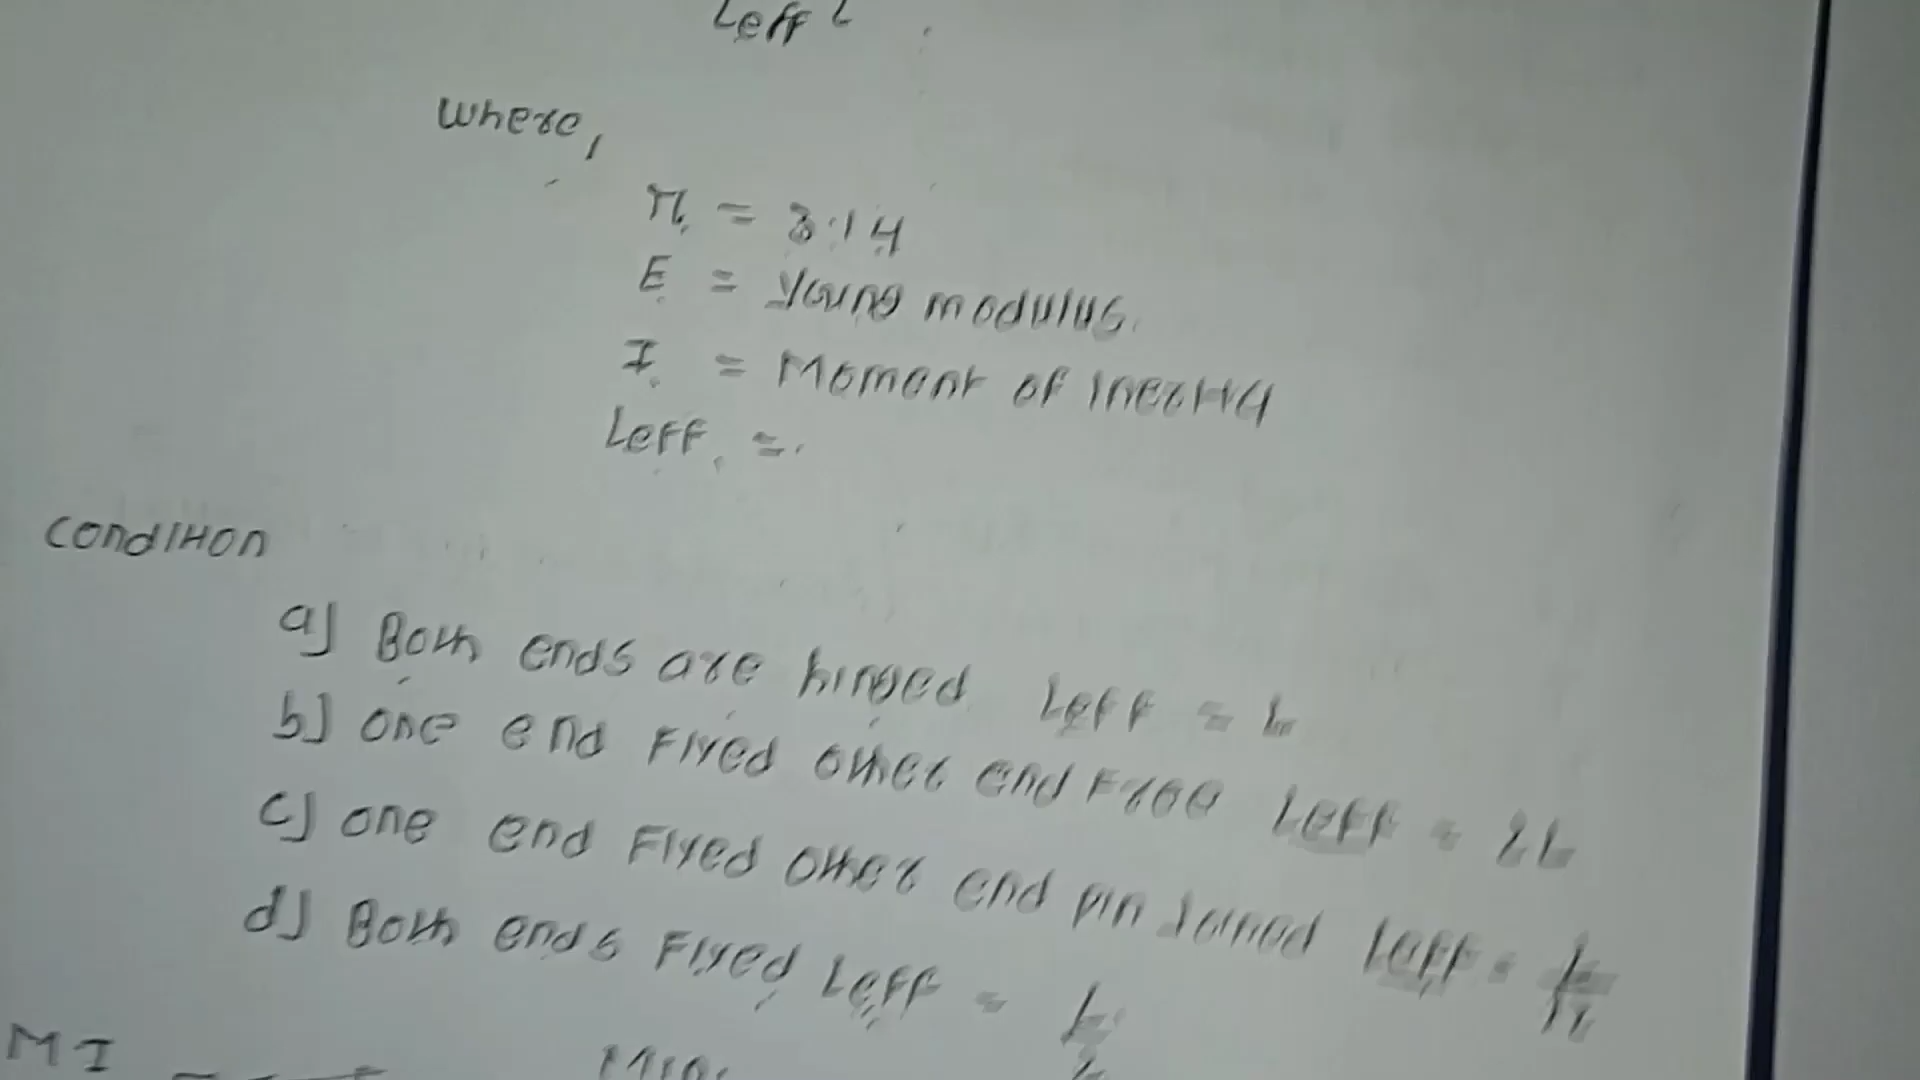 Leff 2
where,
π = 3.14
E = Young modulus.
I = Moment of Inertia
Leff =
condition
a] Both ends are hinged Leff = L
b] one end Fixed other end Free Leff = 2L
c] one end Fixed other end pin Joined Leff = L/√2
d] Both ends Fixed Leff = L/2
MI